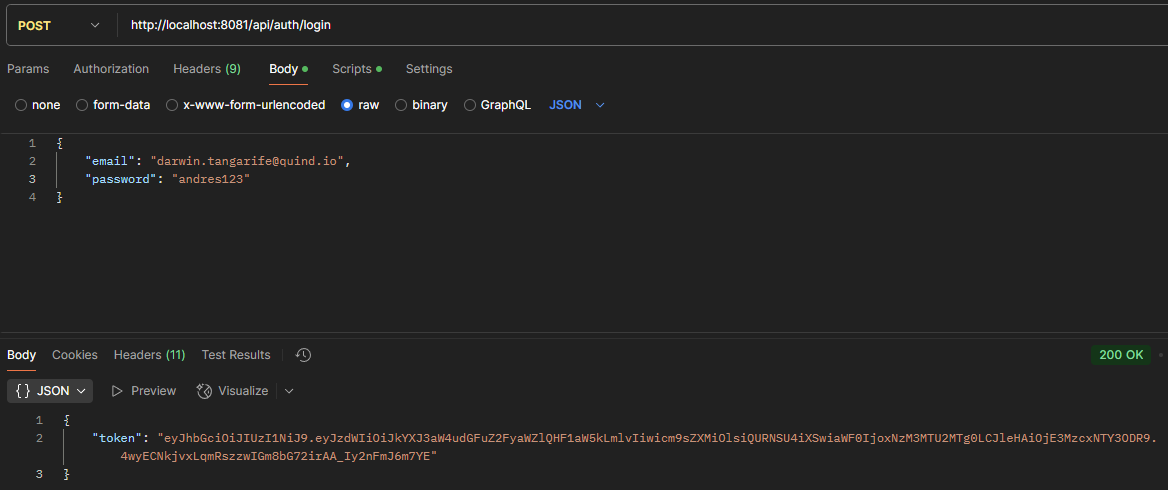 POST http://localhost:8081/api/auth/login
Params Authorization Headers (9) Body Scripts Settings
none form-data x-www-form-urlencoded raw binary GraphQL JSON
1 {
2 "email": "darwin.tangarife@quind.io",
3 "password": "andres123"
4 }
Body Cookies Headers (11) Test Results 200 OK
{} JSON Preview Visualize
1 {
2 "token": "eyJhbGciOiJIUzI1NiJ9.eyJzdWIiOiJkYXJ3aW4udGFuZ2FyaWZlQHF1aW5kLmlvIiwicm9sZXMiOlsiQURNSU4iXSwiaWF0IjoxNzM3MTU2MTg0LCJleHAiOjE3MzcxNTY3ODR9.
4wyECNkjvxLqmRszzwIGm8bG72irAA_Iy2nFmJ6m7YE"
3 }